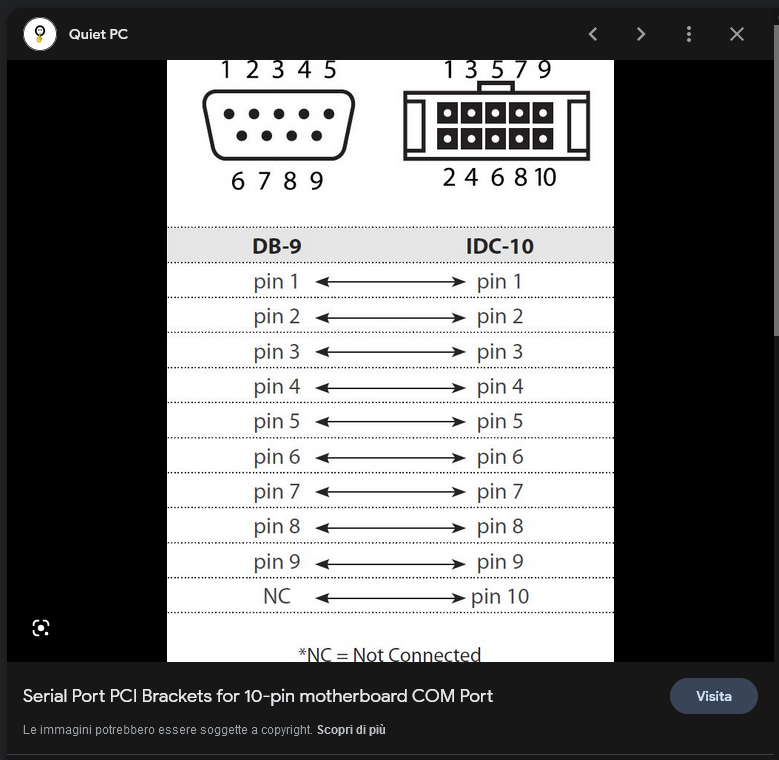 Quiet PC
1 2 3 4 5
1 3 5 7 9
6 7 8 9
2 4 6 8 10
DB-9 IDC-10
pin 1 pin 1
pin 2 pin 2
pin 3 pin 3
pin 4 pin 4
pin 5 pin 5
pin 6 pin 6
pin 7 pin 7
pin 8 pin 8
pin 9 pin 9
NC pin 10
*NC = Not Connected
Serial Port PCI Brackets for 10-pin motherboard COM Port
Visita
Le immagini potrebbero essere soggette a copyright. Scopri di più